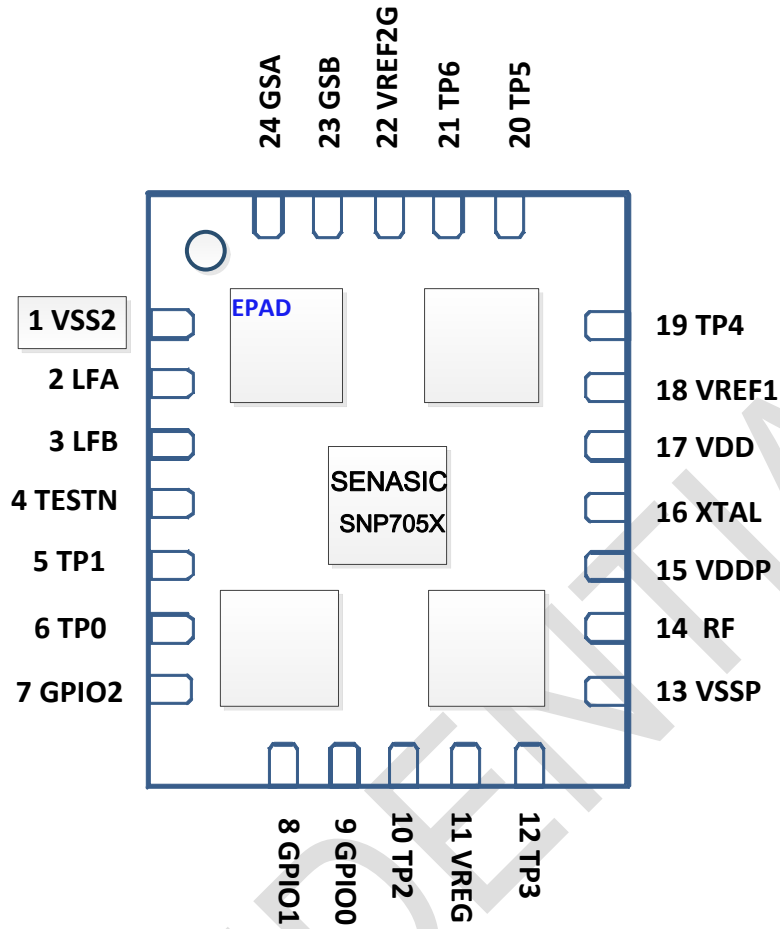 24 GSA
23 GSB
22 VREF2G
21 TP6
20 TP5
1 VSS2
2 LFA
3 LFB
4 TESTN
5 TP1
6 TP0
7 GPIO2
EPAD
SENASIC
SNP705X
19 TP4
18 VREF1
17 VDD
16 XTAL
15 VDDP
14 RF
13 VSSP
8 GPIO1
9 GPIO0
10 TP2
11 VREG
12 TP3